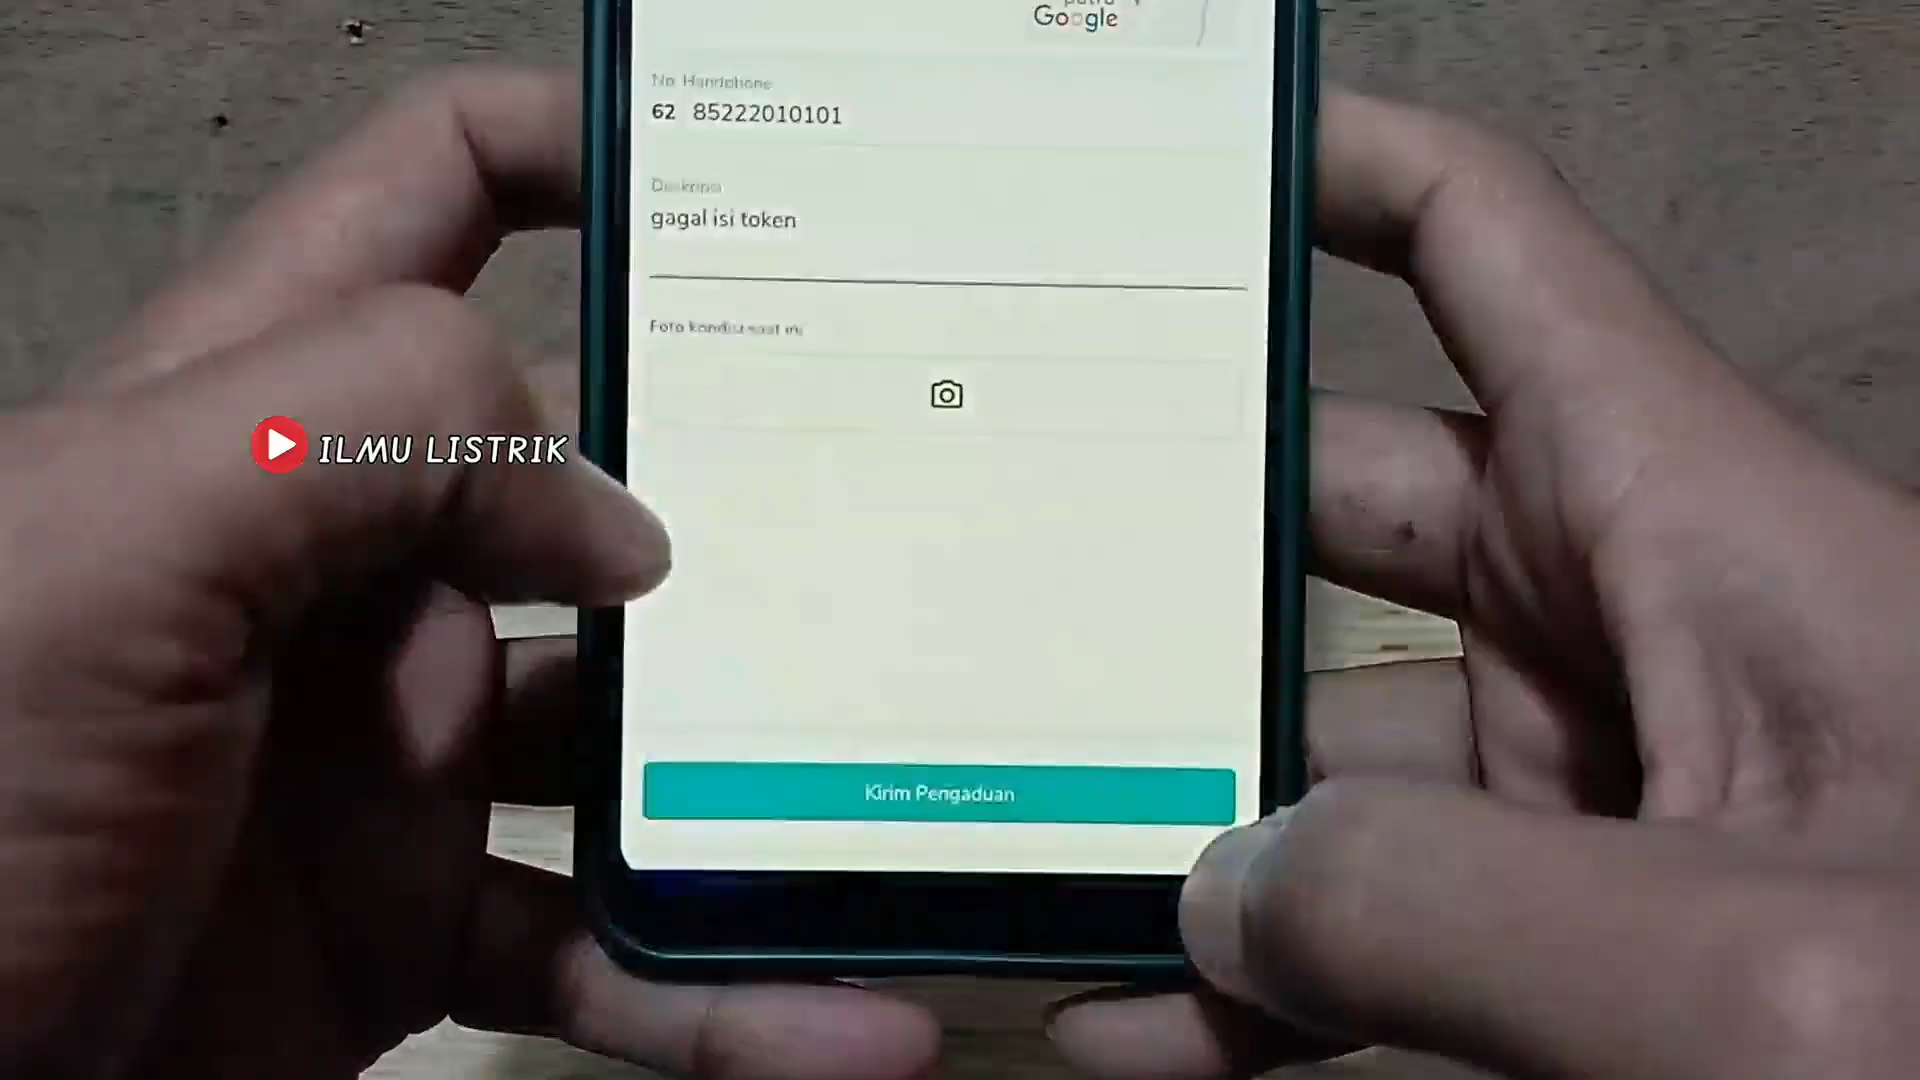 Google
No. Handphone
62 85222010101
Deskripsi
gagal isi token
Foto kondisi saat ini
ILMU LISTRIK
Kirim Pengaduan